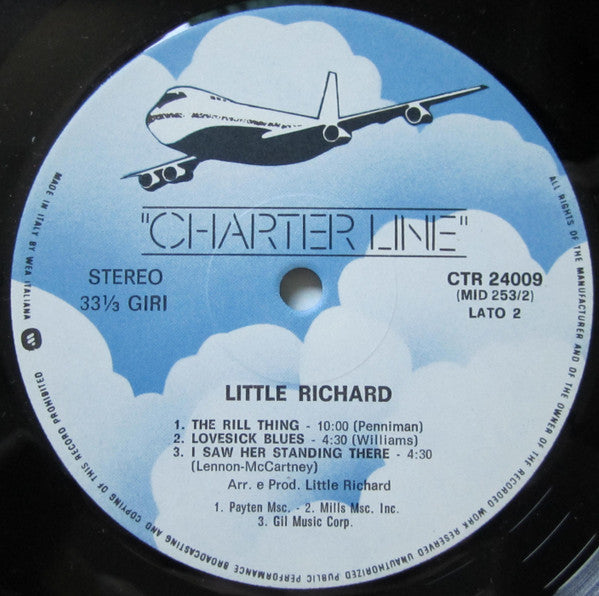 "CHARTER LINE"
STEREO
33⅓ GIRI
CTR 24009
(MID 253/2)
LATO 2
LITTLE RICHARD
1. THE RILL THING - 10:00 (Penniman)
2. LOVESICK BLUES - 4:30 (Williams)
3. I SAW HER STANDING THERE - 4:30
(Lennon-McCartney)
Arr. e Prod. Little Richard
1. Payten Msc. - 2. Mills Msc. Inc.
3. Gil Music Corp.
MADE IN ITALY BY WEA ITALIANA
ALL RIGHTS OF THE MANUFACTURER AND OF THE OWNER OF THE RECORDED WORK RESERVED UNAUTHORIZED PUBLIC PERFORMANCE BROADCASTING AND COPYING OF THIS RECORD PROHIBITED